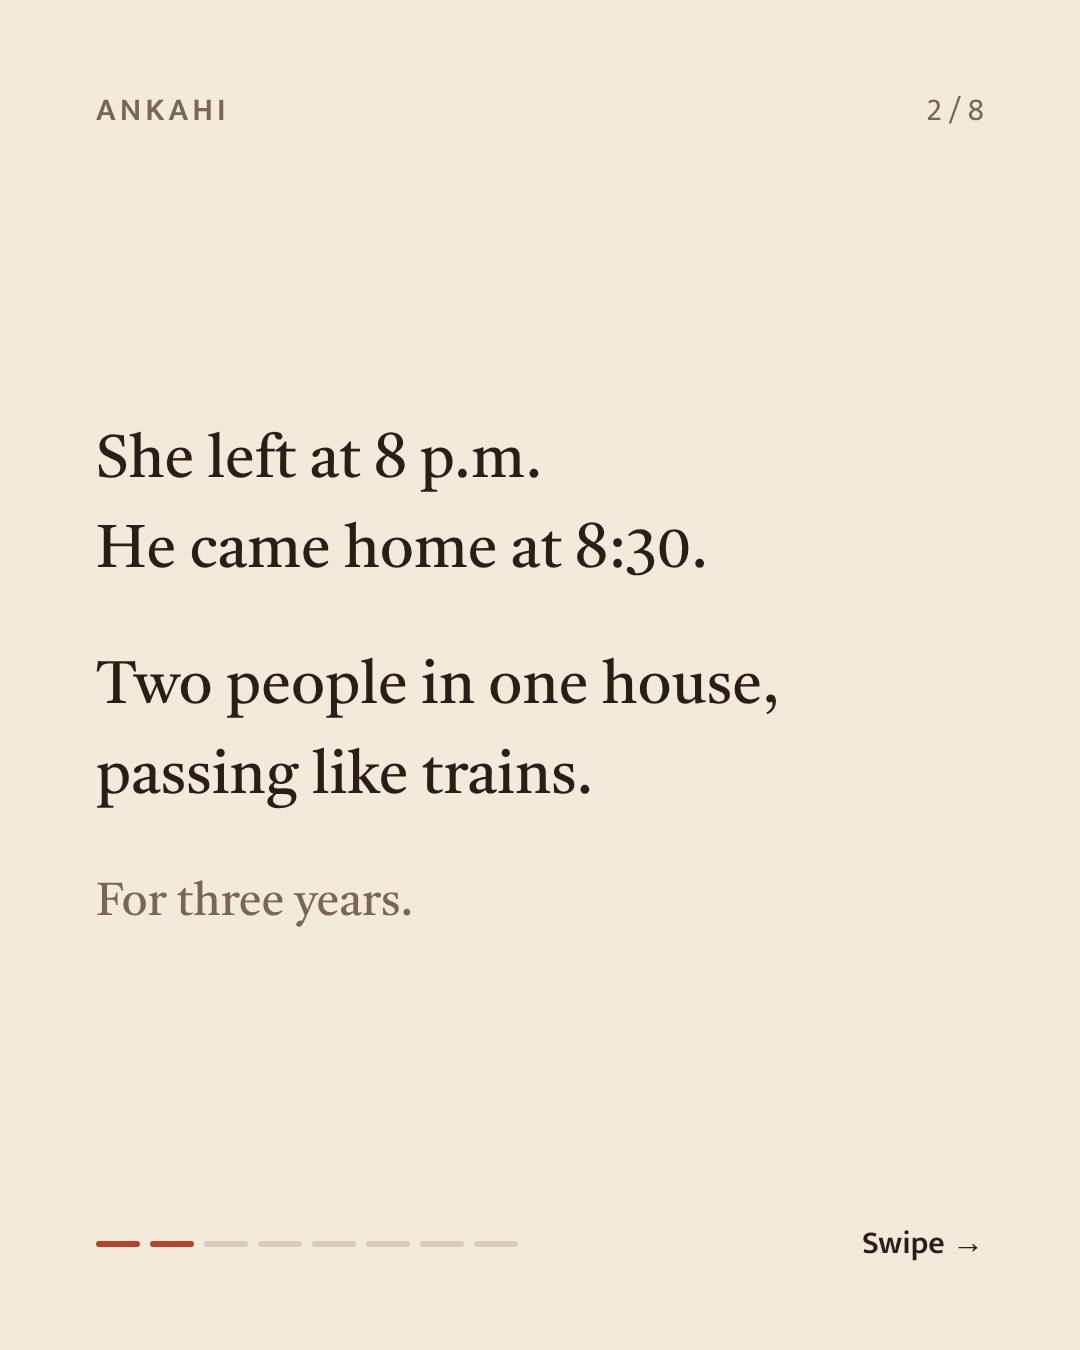 ANKAHI
2 / 8
She left at 8 p.m.
He came home at 8:30.
Two people in one house,
passing like trains.
For three years.
Swipe →